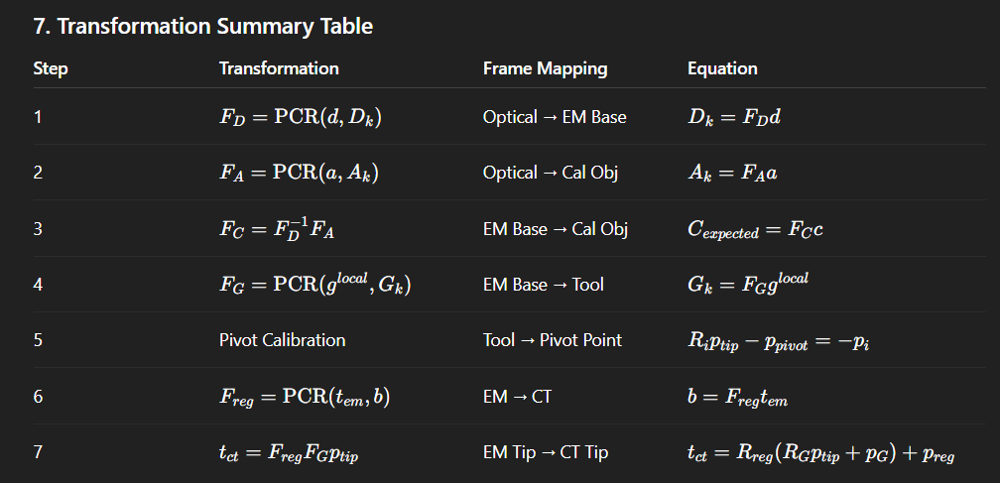 7. Transformation Summary Table
Step Transformation Frame Mapping Equation
1 F_D = PCR(d, D_k) Optical → EM Base D_k = F_D d
2 F_A = PCR(a, A_k) Optical → Cal Obj A_k = F_A a
3 F_C = F_D^{-1} F_A EM Base → Cal Obj C_{expected} = F_C c
4 F_G = PCR(g^{local}, G_k) EM Base → Tool G_k = F_G g^{local}
5 Pivot Calibration Tool → Pivot Point R_i p_{tip} − p_{pivot} = −p_i
6 F_{reg} = PCR(t_{em}, b) EM → CT b = F_{reg} t_{em}
7 t_{ct} = F_{reg} F_G p_{tip} EM Tip → CT Tip t_{ct} = R_{reg}(R_G p_{tip} + p_G) + p_{reg}